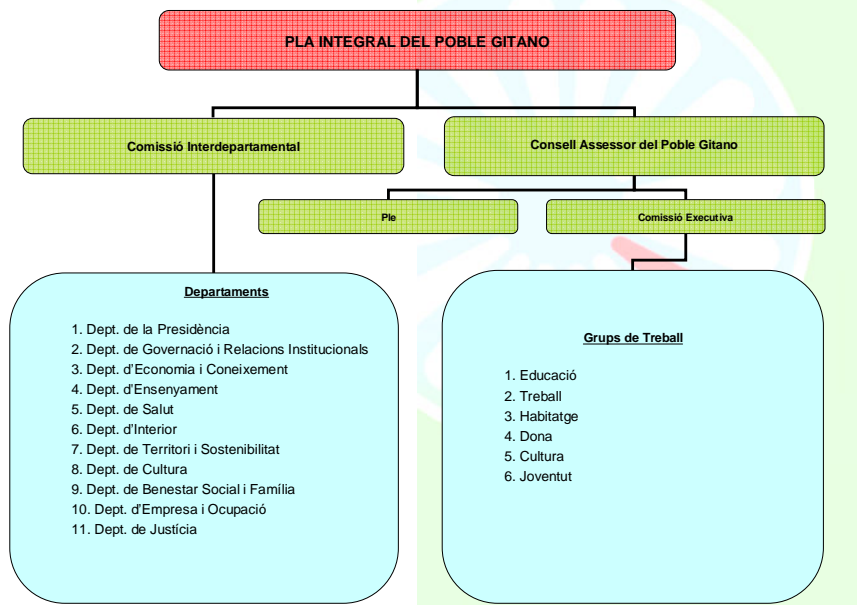 PLA INTEGRAL DEL POBLE GITANO
Comissió Interdepartamental
Consell Assessor del Poble Gitano
Ple
Comissió Executiva
Departaments
1. Dept. de la Presidència
2. Dept. de Governació i Relacions Institucionals
3. Dept. d'Economia i Coneixement
4. Dept. d'Ensenyament
5. Dept. de Salut
6. Dept. d'Interior
7. Dept. de Territori i Sostenibilitat
8. Dept. de Cultura
9. Dept. de Benestar Social i Família
10. Dept. d'Empresa i Ocupació
11. Dept. de Justícia
Grups de Treball
1. Educació
2. Treball
3. Habitatge
4. Dona
5. Cultura
6. Joventut